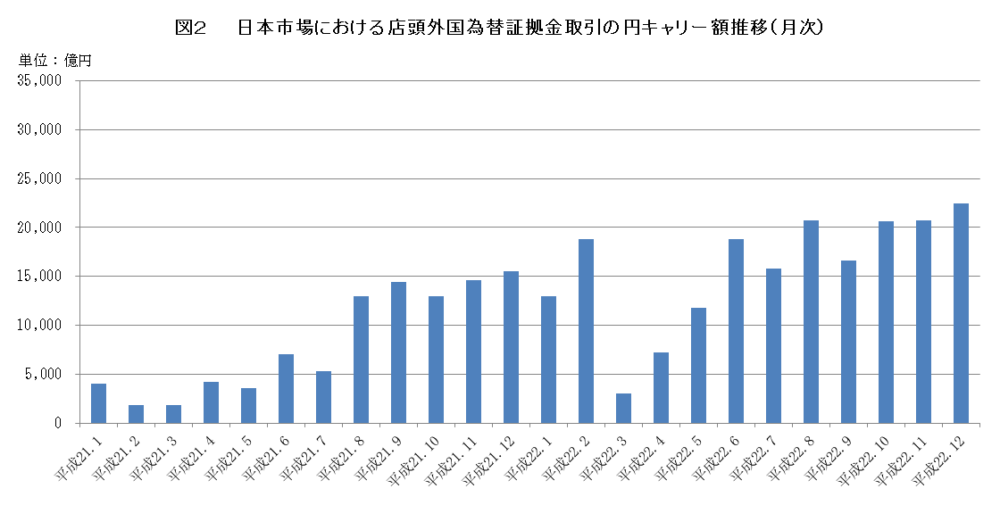 図２　　日本市場における店頭外国為替証拠金取引の円キャリー額推移（月次）
単位：億円
35,000
30,000
25,000
20,000
15,000
10,000
5,000
0
平成21.1
平成21.2
平成21.3
平成21.4
平成21.5
平成21.6
平成21.7
平成21.8
平成21.9
平成21.10
平成21.11
平成21.12
平成22.1
平成22.2
平成22.3
平成22.4
平成22.5
平成22.6
平成22.7
平成22.8
平成22.9
平成22.10
平成22.11
平成22.12